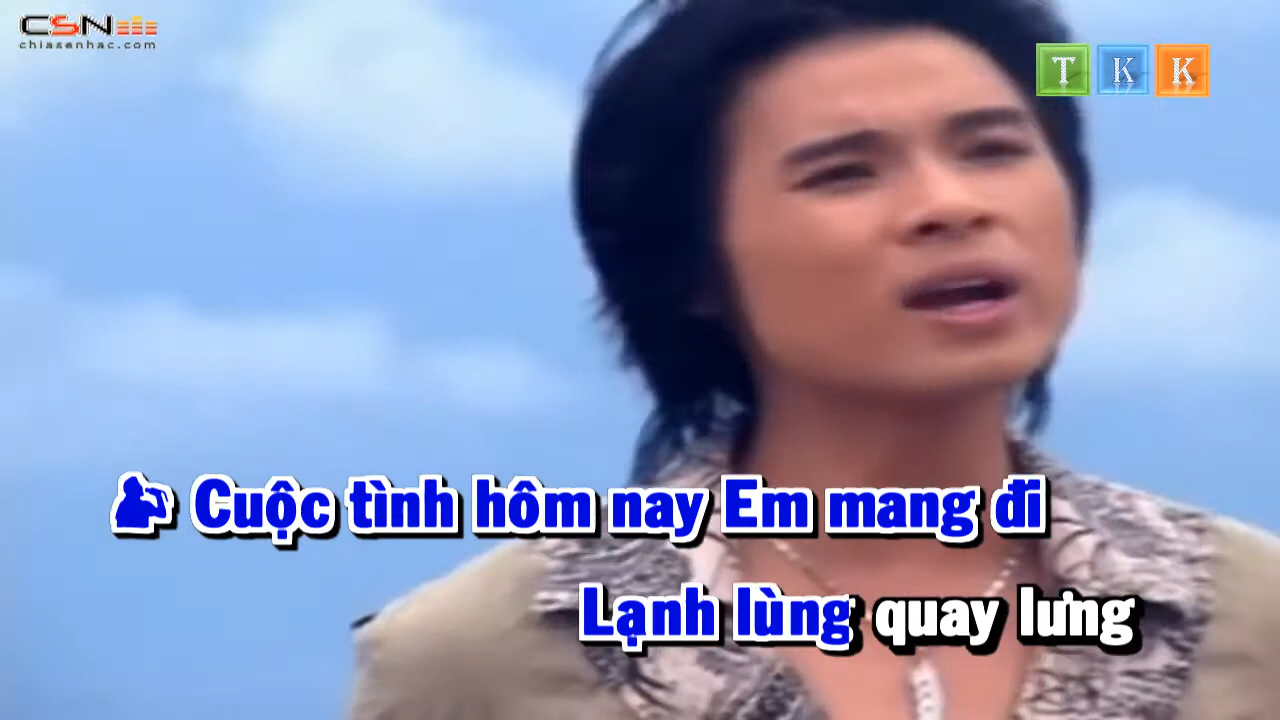 CSN
chiasenhac.com
T K K
Cuộc tình hôm nay Em mang đi
Lạnh lùng quay lưng